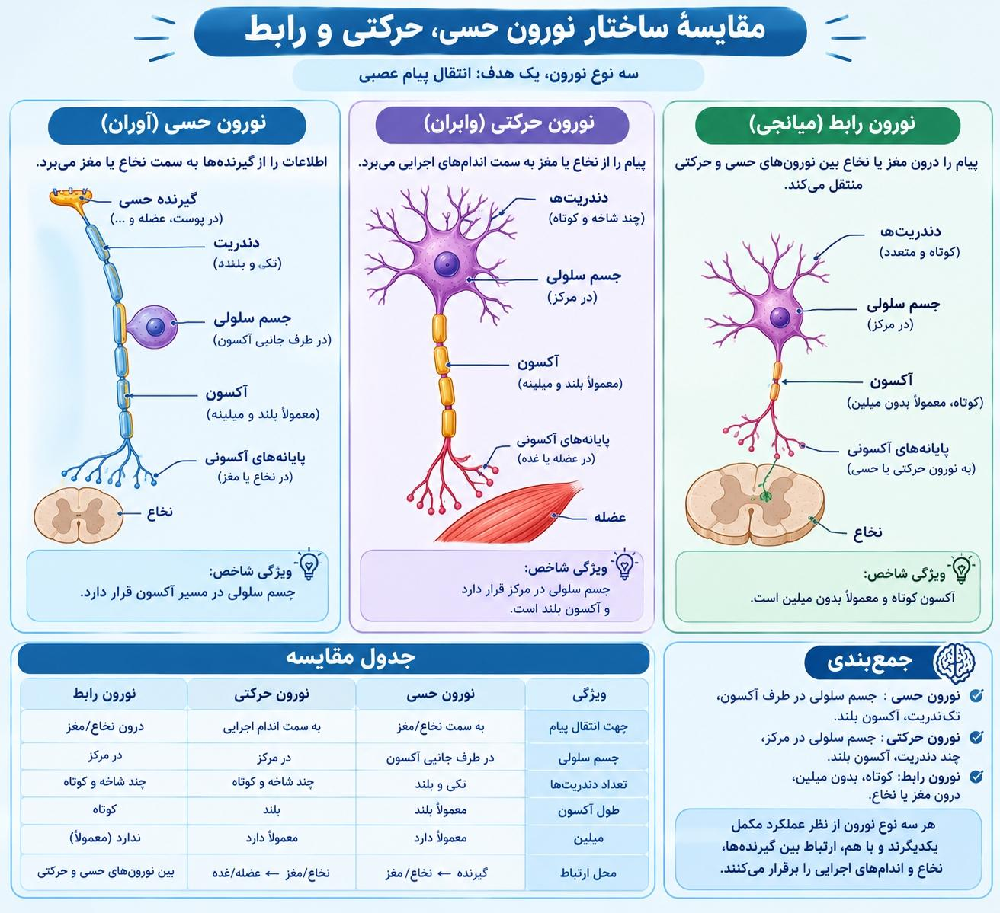 مقایسهٔ ساختار نورون حسی، حرکتی و رابط
سه نوع نورون، یک هدف: انتقال پیام عصبی
نورون رابط (میانجی)
پیام را درون مغز یا نخاع بین نورون‌های حسی و حرکتی
منتقل می‌کند.
دندریت‌ها
(کوتاه و متعدد)
جسم سلولی
(در مرکز)
آکسون
(کوتاه، معمولاً بدون میلین)
پایانه‌های آکسونی
(به نورون حرکتی یا حسی)
نخاع
ویژگی شاخص:
آکسون کوتاه و معمولاً بدون میلین است.
نورون حرکتی (وابران)
پیام را از نخاع یا مغز به سمت اندام‌های اجرایی می‌برد.
دندریت‌ها
(چند شاخه و کوتاه)
جسم سلولی
(در مرکز)
آکسون
(معمولاً بلند و میلینه)
پایانه‌های آکسونی
(در عضله یا غده)
عضله
ویژگی شاخص:
جسم سلولی در مرکز قرار دارد
و آکسون بلند است.
نورون حسی (آوران)
اطلاعات را از گیرنده‌ها به سمت نخاع یا مغز می‌برد.
گیرنده حسی
(در پوست، عضله و ...)
دندریت
(تکی و
جسم سلولی
(در طرف جانبی آکسون)
آکسون
(معمولاً بلند و میلینه)
پایانه‌های آکسونی
(در نخاع یا مغز)
نخاع
ویژگی شاخص:
جسم سلولی در مسیر آکسون قرار دارد.
جمع‌بندی
نورون حسی : جسم سلولی در طرف آکسون،
تک‌ندریت، آکسون بلند.
نورون حرکتی : جسم سلولی در مرکز،
چند دندریت، آکسون بلند.
نورون رابط: کوتاه، بدون میلین،
درون مغز یا نخاع.
هر سه نوع نورون از نظر عملکرد مکمل
یکدیگرند و با هم، ارتباط بین گیرنده‌ها،
نخاع و اندام‌های اجرایی را برقرار می‌کنند.
جدول مقایسه
ویژگی نورون حسی نورون حرکتی نورون رابط
جهت انتقال پیام به سمت نخاع/مغز به سمت اندام اجرایی درون نخاع/مغز
جسم سلولی در طرف جانبی آکسون در مرکز در مرکز
تعداد دندریت‌ها تکی و بلند چند شاخه و کوتاه چند شاخه و کوتاه
طول آکسون معمولاً بلند بلند کوتاه
میلین معمولاً دارد معمولاً دارد ندارد (معمولاً)
محل ارتباط گیرنده ← نخاع/ مغز نخاع/مغز ← عضله/غده بین نورون‌های حسی و حرکتی